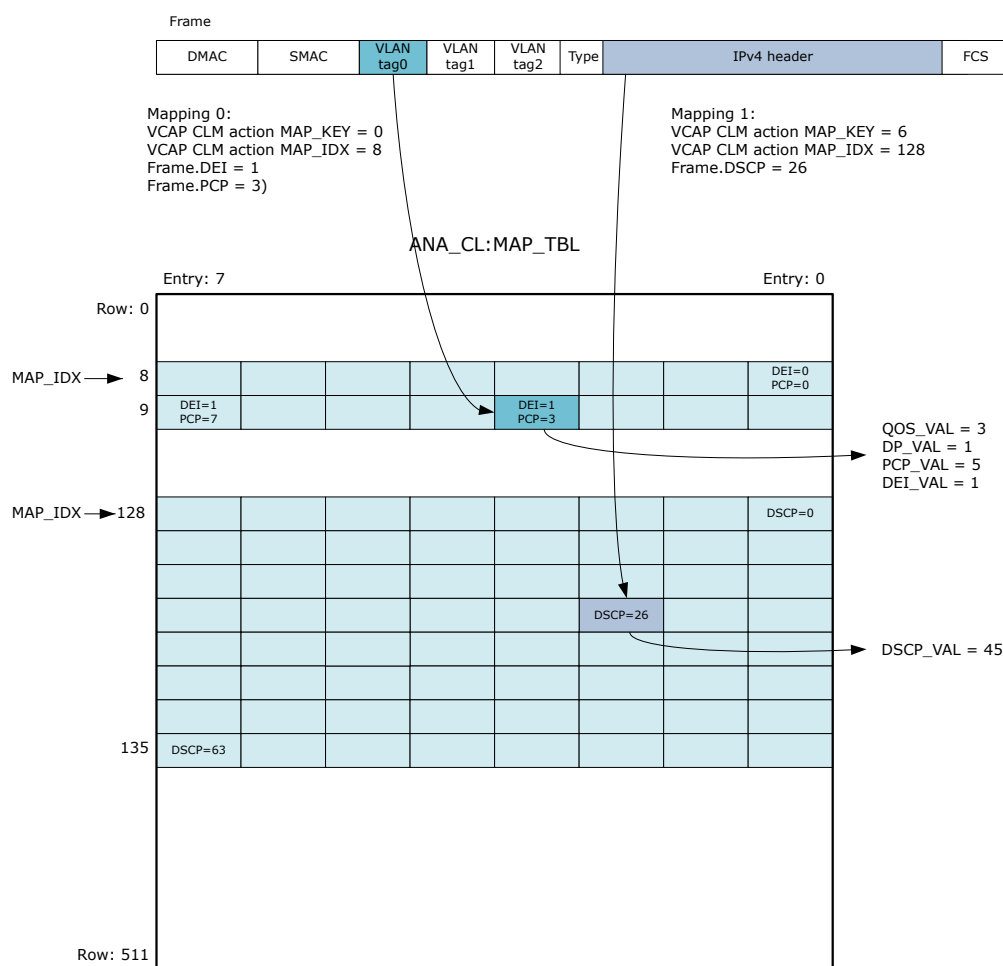 Frame
DMAC
SMAC
VLAN
tag0
VLAN
tag1
VLAN
tag2
Type
IPv4 header
FCS
Mapping 0:
VCAP CLM action MAP_KEY = 0
VCAP CLM action MAP_IDX = 8
Frame.DEI = 1
Frame.PCP = 3)
Mapping 1:
VCAP CLM action MAP_KEY = 6
VCAP CLM action MAP_IDX = 128
Frame.DSCP = 26
ANA_CL:MAP_TBL
Entry: 7
Entry: 0
Row: 0
MAP_IDX
8
DEI=0
PCP=0
9
DEI=1
PCP=7
DEI=1
PCP=3
QOS_VAL = 3
DP_VAL = 1
PCP_VAL = 5
DEI_VAL = 1
MAP_IDX
128
DSCP=0
DSCP=26
DSCP_VAL = 45
135
DSCP=63
Row: 511